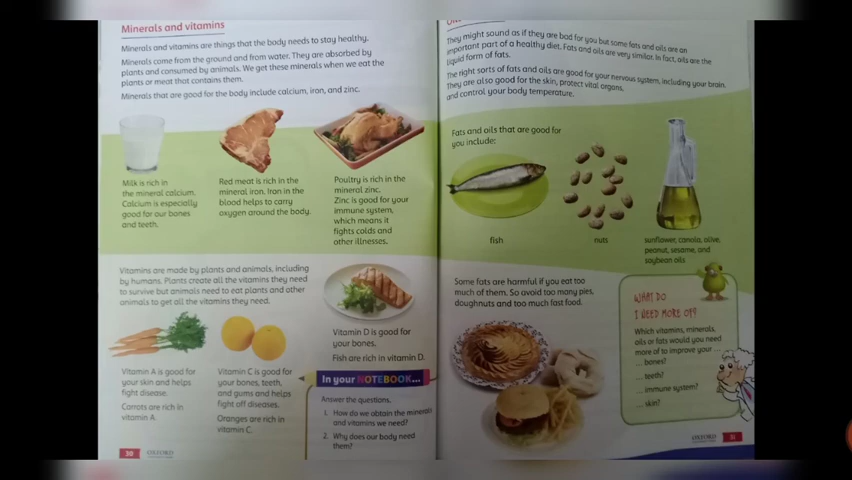 Minerals and vitamins
Minerals and vitamins are things that the body needs to stay healthy.
Minerals come from the ground and from water. They are absorbed by
plants and consumed by animals. We get these minerals when we eat the
plants or meat that contains them.
Minerals that are good for the body include calcium, iron, and zinc.
Milk is rich in
the mineral calcium.
Calcium is especially
good for our bones
and teeth.
Red meat is rich in the
mineral iron. Iron in the
blood helps to carry
oxygen around the body.
Poultry is rich in the
mineral zinc.
Zinc is good for your
immune system,
which means it
fights colds and
other illnesses.
Vitamins are made by plants and animals, including
by humans. Plants create all the vitamins they need
to survive but animals need to eat plants and other
animals to get all the vitamins they need.
Vitamin A is good for
your skin and helps
fight disease.
Carrots are rich in
vitamin A.
Vitamin C is good for
your bones, teeth,
and gums and helps
fight off diseases.
Oranges are rich in
vitamin C.
Vitamin D is good for
your bones.
Fish are rich in vitamin D.
In your NOTEBOOK...
Answer the questions.
1. How do we obtain the minerals
and vitamins we need?
2. Why does our body need
them?
30 OXFORD
They might sound as if they are bad for you but some fats and oils are an
important part of a healthy diet. Fats and oils are very similar. In fact, oils are the
liquid form of fats.
The right sorts of fats and oils are good for your nervous system, including your brain.
They are also good for the skin, protect vital organs,
and control your body temperature.
Fats and oils that are good for
you include:
fish
nuts
sunflower, canola, olive,
peanut, sesame, and
soybean oils
Some fats are harmful if you eat too
much of them. So avoid too many pies,
doughnuts and too much fast food.
WHAT DO
I NEED MORE OF?
Which vitamins, minerals,
oils or fats would you need
more of to improve your ...
... bones?
... teeth?
... immune system?
... skin?
OXFORD 31